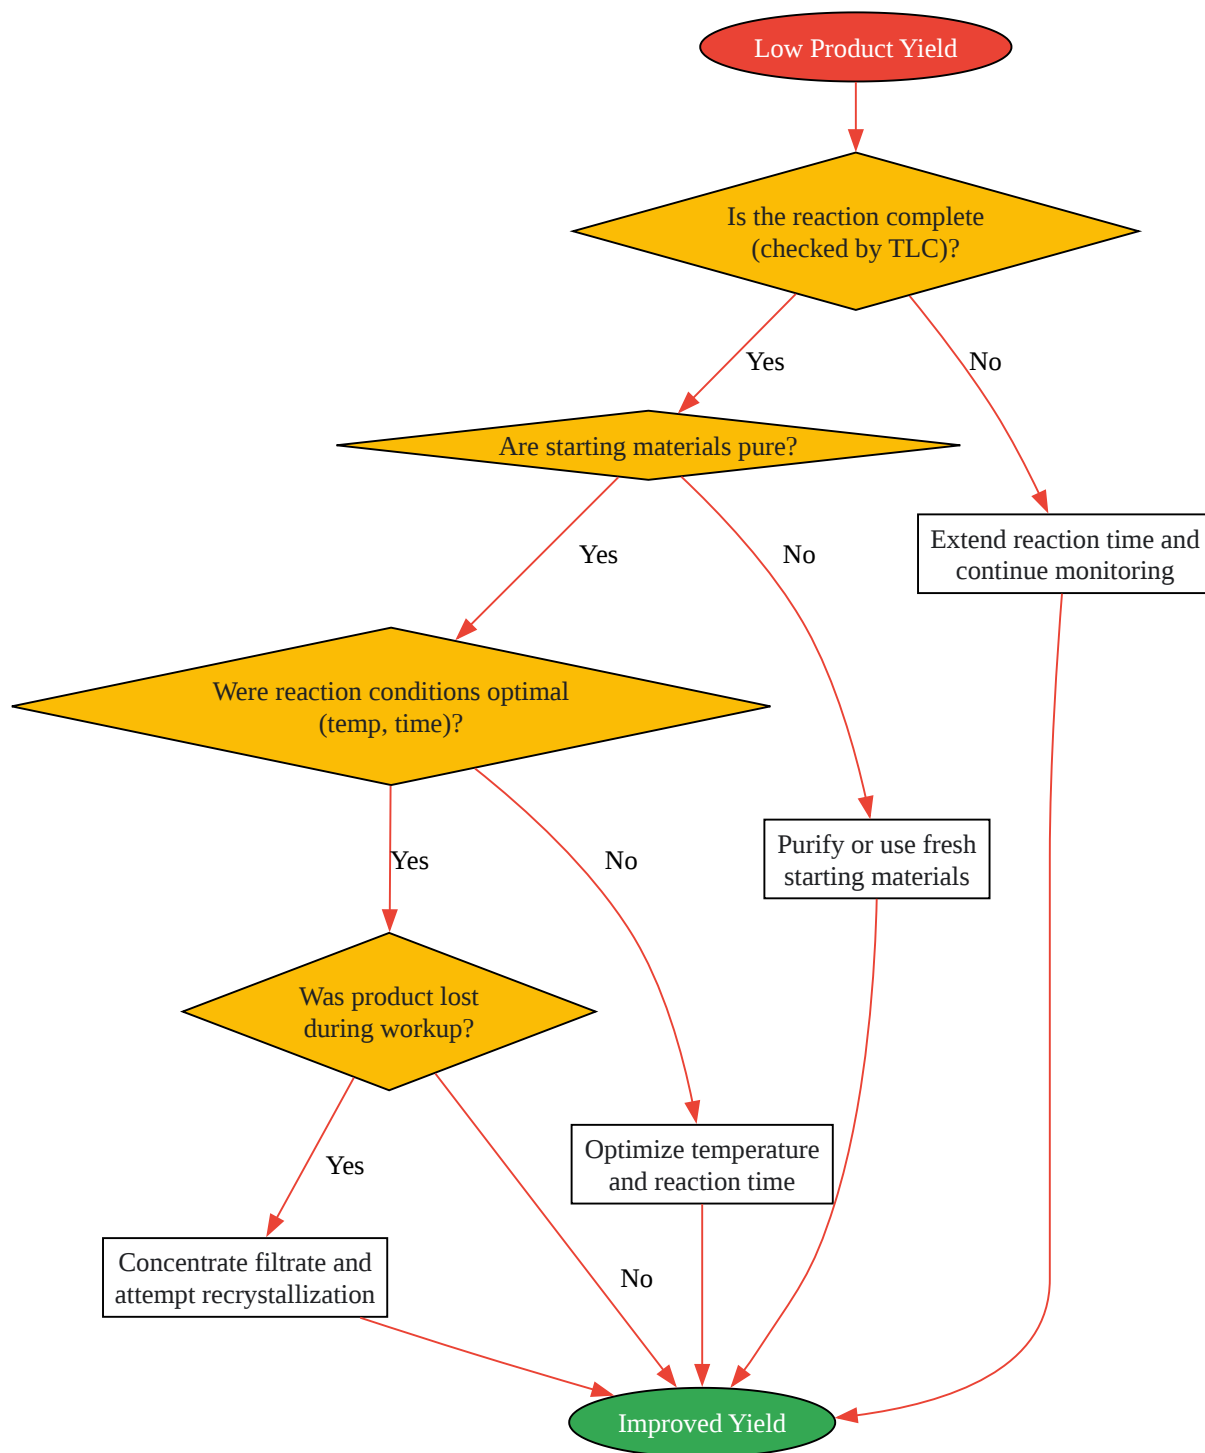 Low Product Yield
Is the reaction complete
(checked by TLC)?
Yes
No
Are starting materials pure?
Extend reaction time and
continue monitoring
Yes
No
Were reaction conditions optimal
(temp, time)?
Purify or use fresh
starting materials
Yes
No
Was product lost
during workup?
Optimize temperature
and reaction time
Yes
Concentrate filtrate and
attempt recrystallization
No
Improved Yield